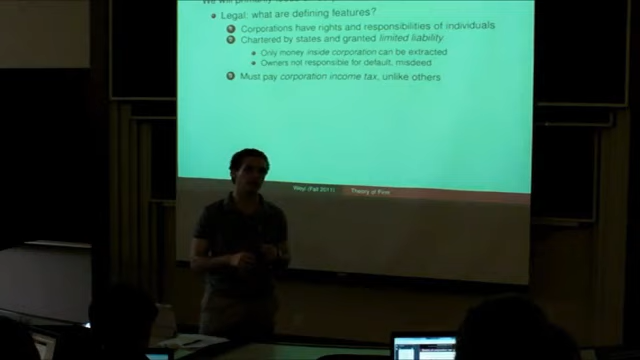 We will primarily
Legal: what are defining features?
Corporations have rights and responsibilities of individuals
Chartered by states and granted limited liability
Only money inside corporation can be extracted
Owners not responsible for default, misdeed
Must pay corporation income tax, unlike others
Weyl (Fall 2011) Theory of Firm